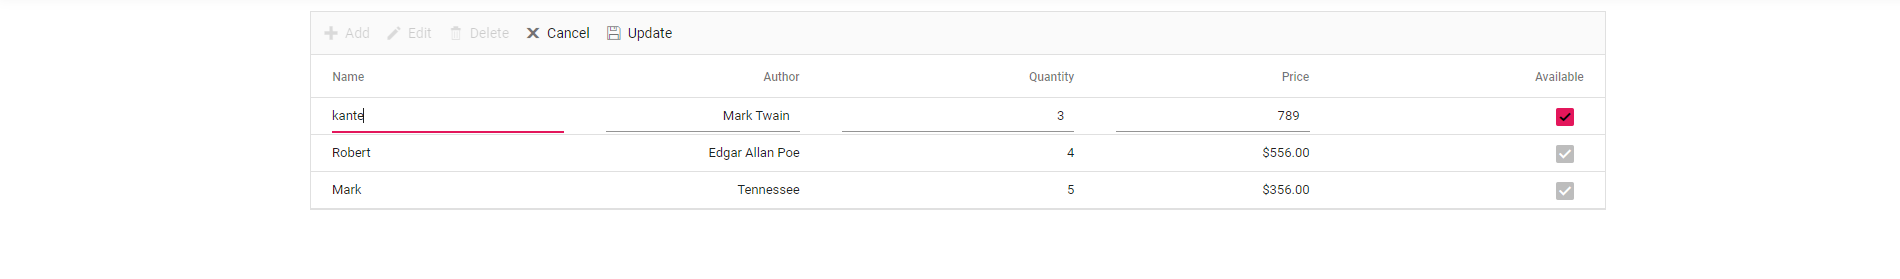 Add Edit Delete Cancel Update
Name Author Quantity Price Available
kante Mark Twain 3 789
Robert Edgar Allan Poe 4 $556.00
Mark Tennessee 5 $356.00